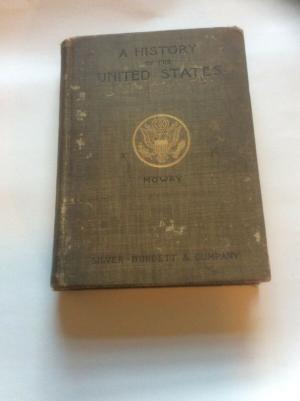 A HISTORY
OF THE
UNITED STATES
MOWRY
SILVER BURDETT & COMPANY